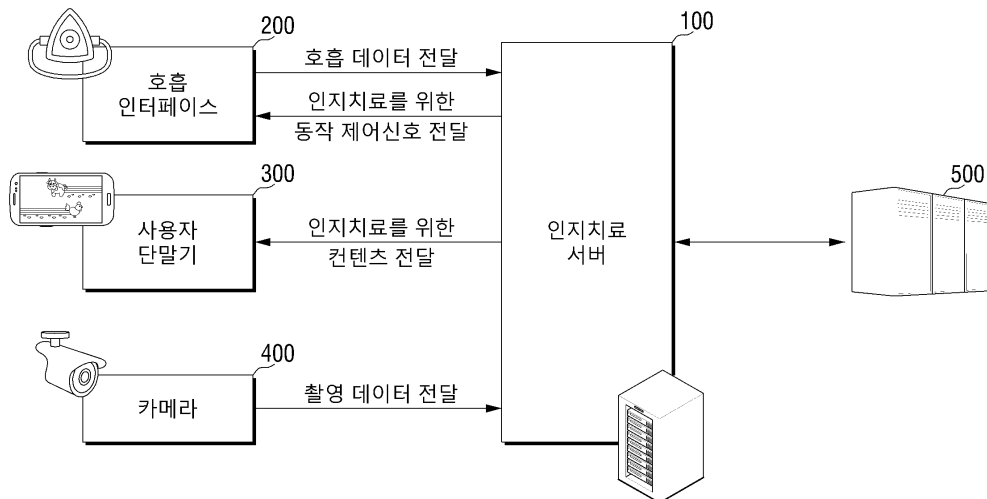 200
호흡
인터페이스
호흡 데이터 전달
인지치료를 위한
동작 제어신호 전달
300
사용자
단말기
인지치료를 위한
컨텐츠 전달
400
카메라
촬영 데이터 전달
100
인지치료
서버
500